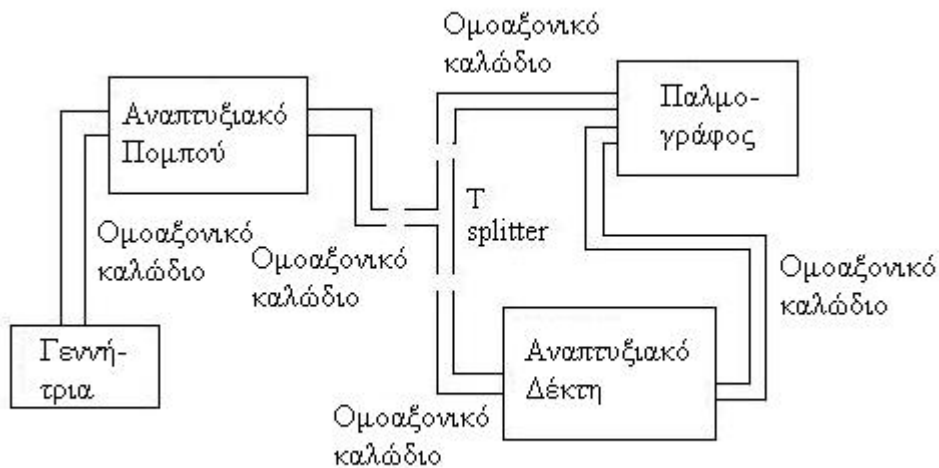 Ομοαξονικό
καλώδιο
Αναπτυξιακό
Πομπού
Παλμο-
γράφος
T
splitter
Ομοαξονικό
καλώδιο
Ομοαξονικό
καλώδιο
Ομοαξονικό
καλώδιο
Γεννή-
τρια
Αναπτυξιακό
Δέκτη
Ομοαξονικό
καλώδιο